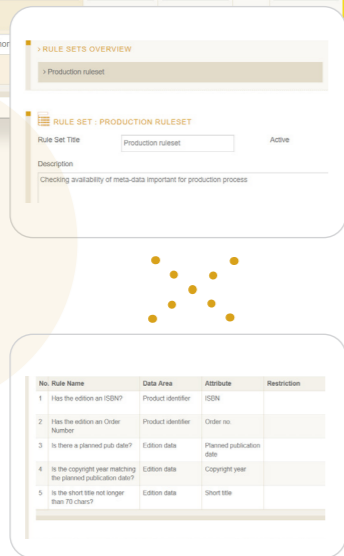 › RULE SETS OVERVIEW
› Production ruleset
RULE SET : PRODUCTION RULESET
Rule Set Title Production ruleset Active
Description
Checking availability of meta-data important for production process
No. Rule Name Data Area Attribute Restriction
1 Has the edition an ISBN? Product identifier ISBN
2 Has the edition an Order Product identifier Order no.
Number
3 Is there a planned pub date? Edition data Planned publication
date
4 Is the copyright year matching Edition data Copyright year
the planned publication date?
5 Is the short title not longer Edition data Short title
than 70 chars?